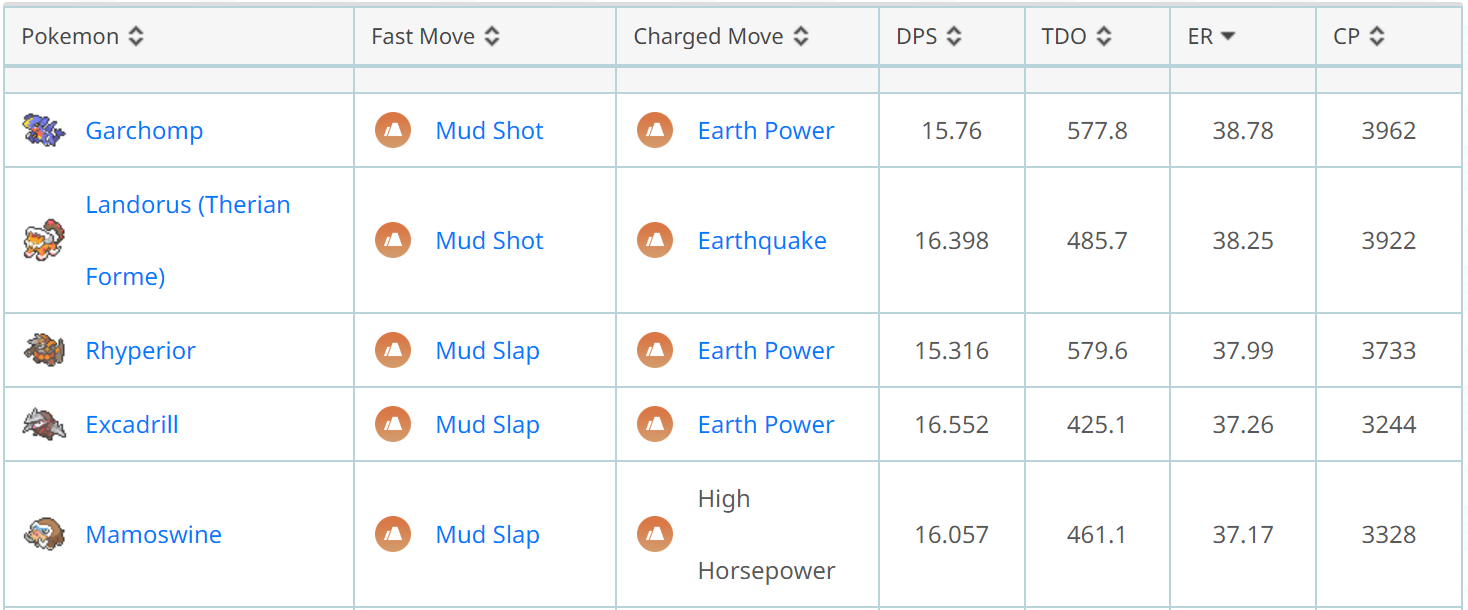 Pokemon Fast Move Charged Move DPS TDO ER CP
Garchomp Mud Shot Earth Power 15.76 577.8 38.78 3962
Landorus (Therian
Forme) Mud Shot Earthquake 16.398 485.7 38.25 3922
Rhyperior Mud Slap Earth Power 15.316 579.6 37.99 3733
Excadrill Mud Slap Earth Power 16.552 425.1 37.26 3244
Mamoswine Mud Slap High
Horsepower 16.057 461.1 37.17 3328